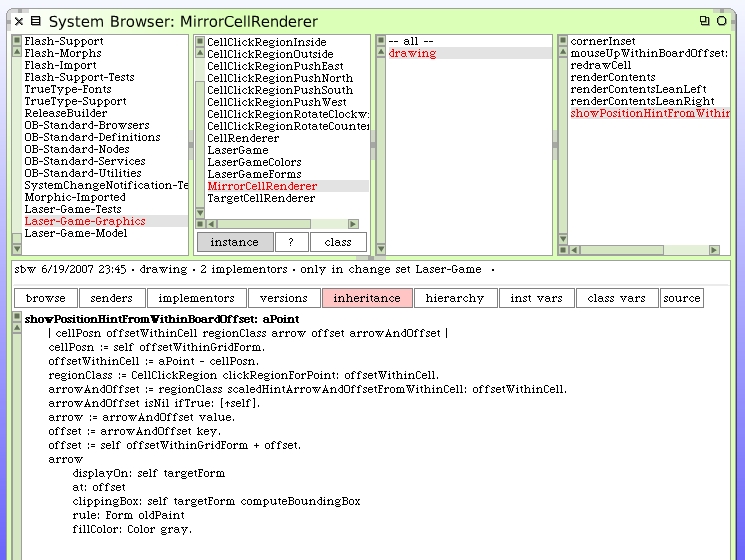 System Browser: MirrorCellRenderer
Flash-Support
Flash-Morphs
Flash-Import
Flash-Support-Tests
TrueType-Fonts
TrueType-Support
ReleaseBuilder
OB-Standard-Browsers
OB-Standard-Definitions
OB-Standard-Nodes
OB-Standard-Services
OB-Standard-Utilities
SystemChangeNotification-Te
Morphic-Imported
Laser-Game-Tests
Laser-Game-Graphics
Laser-Game-Model
CellClickRegionInside
CellClickRegionOutside
CellClickRegionPushEast
CellClickRegionPushNorth
CellClickRegionPushSouth
CellClickRegionPushWest
CellClickRegionRotateClockw
CellClickRegionRotateCounte
CellRenderer
LaserGame
LaserGameColors
LaserGameForms
MirrorCellRenderer
TargetCellRenderer
instance ? class
-- all --
drawing
cornerInset
mouseUpWithinBoardOffset:
redrawCell
renderContents
renderContentsLeanLeft
renderContentsLeanRight
showPositionHintFromWithin
sbw 6/19/2007 23:45 · drawing · 2 implementors · only in change set Laser-Game ·
browse senders implementors versions inheritance hierarchy inst vars class vars source
showPositionHintFromWithinBoardOffset: aPoint
| cellPosn offsetWithinCell regionClass arrow offset arrowAndOffset |
cellPosn := self offsetWithinGridForm.
offsetWithinCell := aPoint - cellPosn.
regionClass := CellClickRegion clickRegionForPoint: offsetWithinCell.
arrowAndOffset := regionClass scaledHintArrowAndOffsetFromWithinCell: offsetWithinCell.
arrowAndOffset isNil ifTrue: [↑self].
arrow := arrowAndOffset value.
offset := arrowAndOffset key.
offset := self offsetWithinGridForm + offset.
arrow
displayOn: self targetForm
at: offset
clippingBox: self targetForm computeBoundingBox
rule: Form oldPaint
fillColor: Color gray.